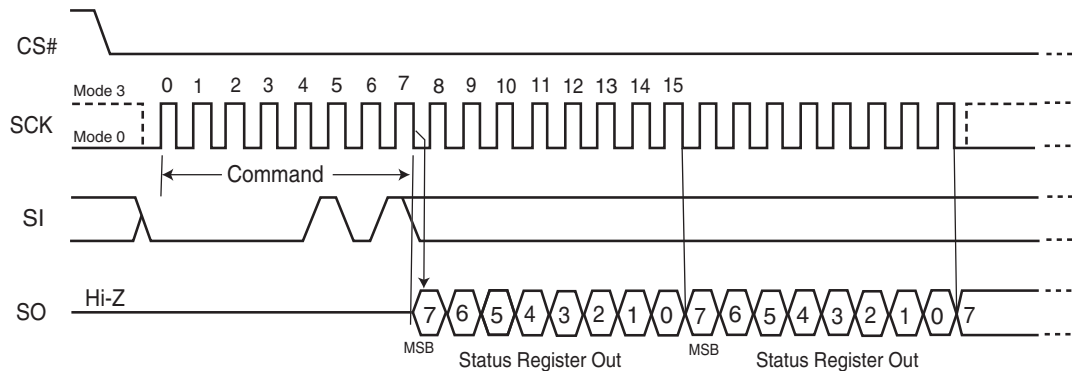 CS#
0 1 2 3 4 5 6 7 8 9 10 11 12 13 14 15
Mode 3
SCK
Mode 0
Command
SI
Hi-Z
SO
7 6 5 4 3 2 1 0 7 6 5 4 3 2 1 0 7
MSB MSB
Status Register Out Status Register Out